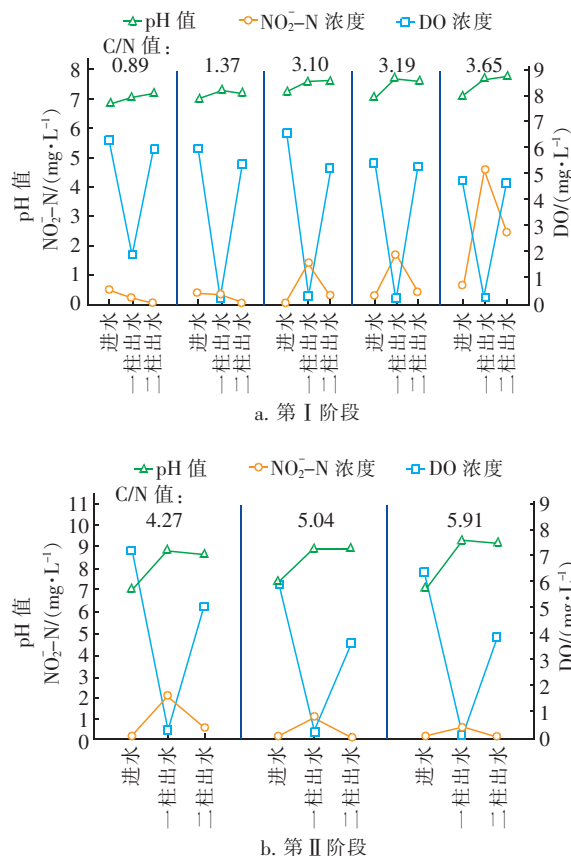 pH 值 NO₂⁻-N 浓度 DO 浓度
C/N 值:
0.89 1.37 3.10 3.19 3.65
8 7 6 5 4 3 2 1 0
pH 值
NO₂⁻-N/(mg•L⁻¹)
9 8 7 6 5 4 3 2 1 0
DO/(mg•L⁻¹)
进水 一柱出水 二柱出水 进水 一柱出水 二柱出水 进水 一柱出水 二柱出水 进水 一柱出水 二柱出水 进水 一柱出水 二柱出水
a. 第Ⅰ阶段
pH 值 NO₂⁻-N 浓度 DO 浓度
C/N 值:
4.27 5.04 5.91
11 10 9 8 7 6 5 4 3 2 1 0
pH 值
NO₂⁻-N/(mg•L⁻¹)
9 8 7 6 5 4 3 2 1 0
DO/(mg•L⁻¹)
进水 一柱出水 二柱出水 进水 一柱出水 二柱出水 进水 一柱出水 二柱出水
b. 第Ⅱ阶段